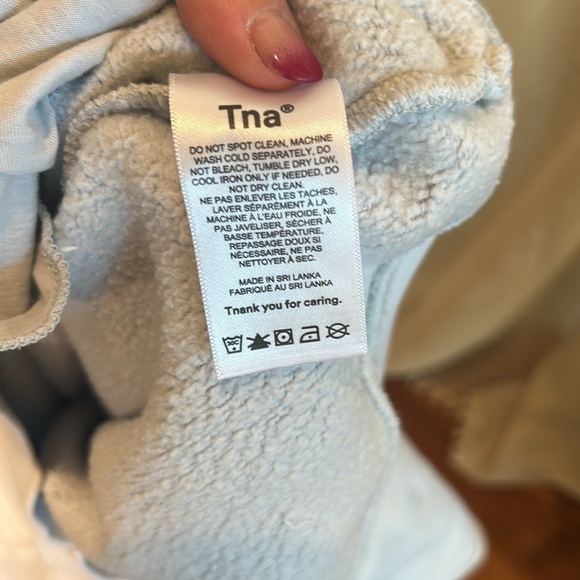 Tna®
DO NOT SPOT CLEAN, MACHINE
WASH COLD SEPARATELY, DO
NOT BLEACH, TUMBLE DRY LOW,
COOL IRON ONLY IF NEEDED, DO
NOT DRY CLEAN.
NE PAS ENLEVER LES TACHES,
LAVER SÉPARÉMENT À LA
MACHINE À L'EAU FROIDE, NE
PAS JAVELISER, SÉCHER À
BASSE TEMPÉRATURE,
REPASSAGE DOUX SI
NÉCESSAIRE, NE PAS
NETTOYER À SEC.
MADE IN SRI LANKA
FABRIQUÉ AU SRI LANKA
Tnank you for caring.
30C